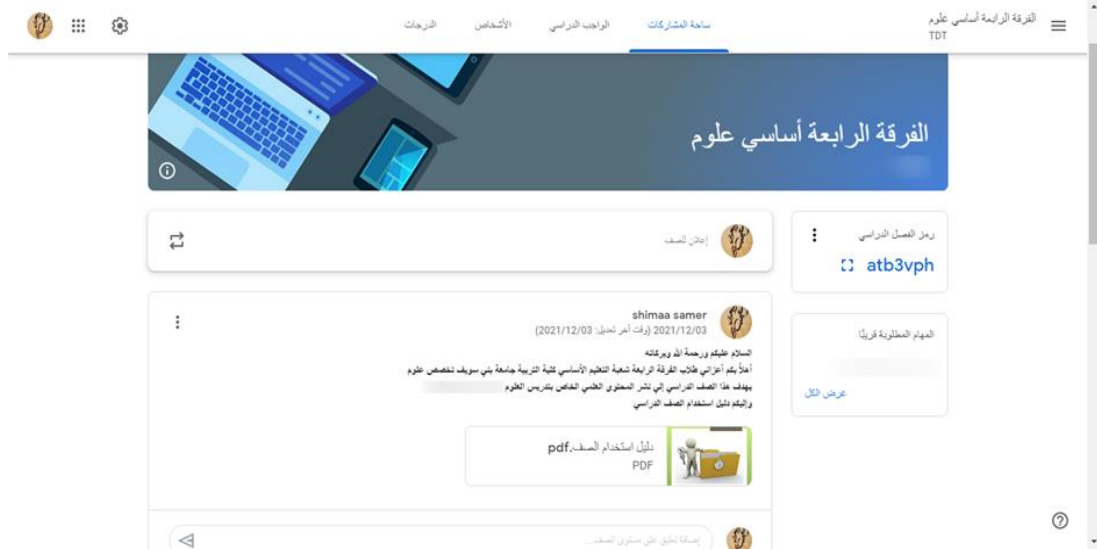 الفرقة الرابعة أساسي علوم
TDT
ساحة المشاركات
الواجب الدراسي
الأشخاص
الدرجات
الفرقة الرابعة أساسي علوم
رمز الفصل الدراسي
atb3vph
المهام المطلوبة قريبًا
عرض الكل
إعلان للصف
shimaa samer
2021/12/03 (وقت آخر تعديل: 2021/12/03)
السلام عليكم ورحمة الله وبركاته
أهلاً بكم أعزائي طلاب الفرقة الرابعة شعبة التعليم الأساسي كلية التربية جامعة بني سويف تخصص علوم
يهدف هذا الصف الدراسي إلي نشر المحتوى العلمي الخاص بتدريس العلوم
وإليكم دليل استخدام الصف الدراسي
دليل استخدام الصف.pdf
PDF
إضافة تعليق على مستوى الصف...